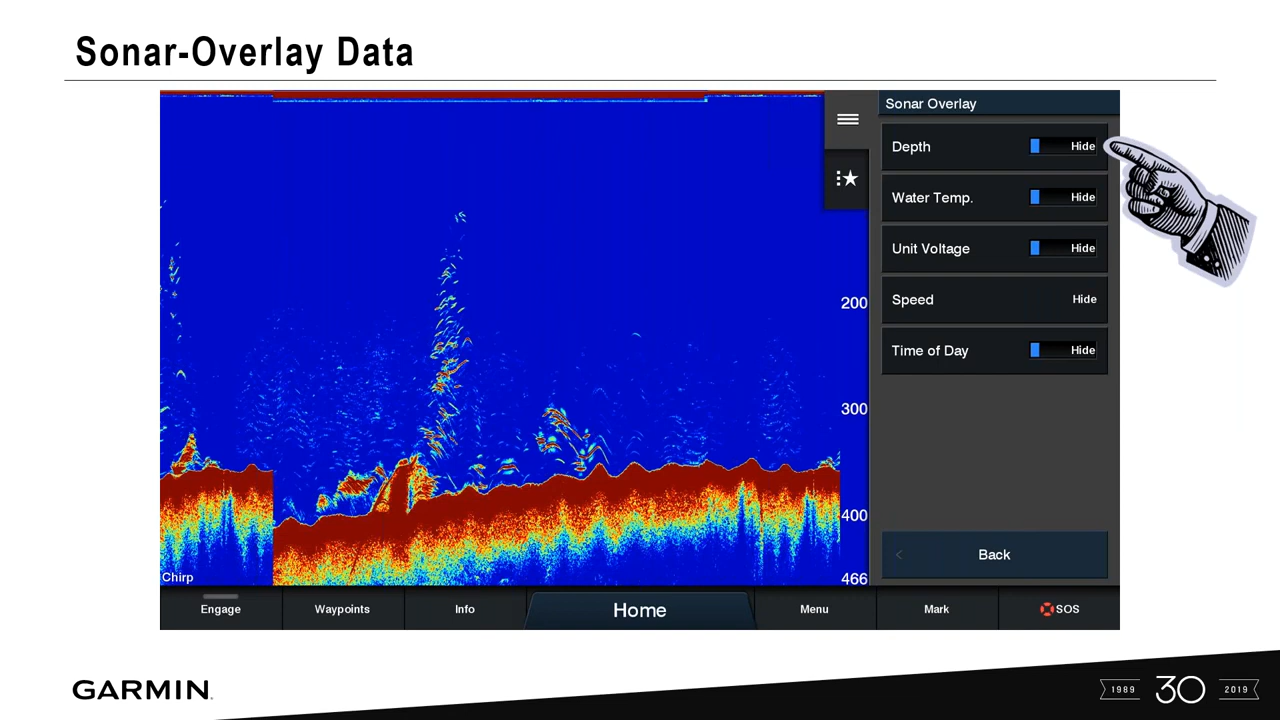 Sonar-Overlay Data
Sonar Overlay
Depth Hide
Water Temp. Hide
Unit Voltage Hide
Speed Hide
Time of Day Hide
Back
200
300
400
466
Chirp
Engage Waypoints Info Home Menu Mark SOS
GARMIN.
1989 30 2019